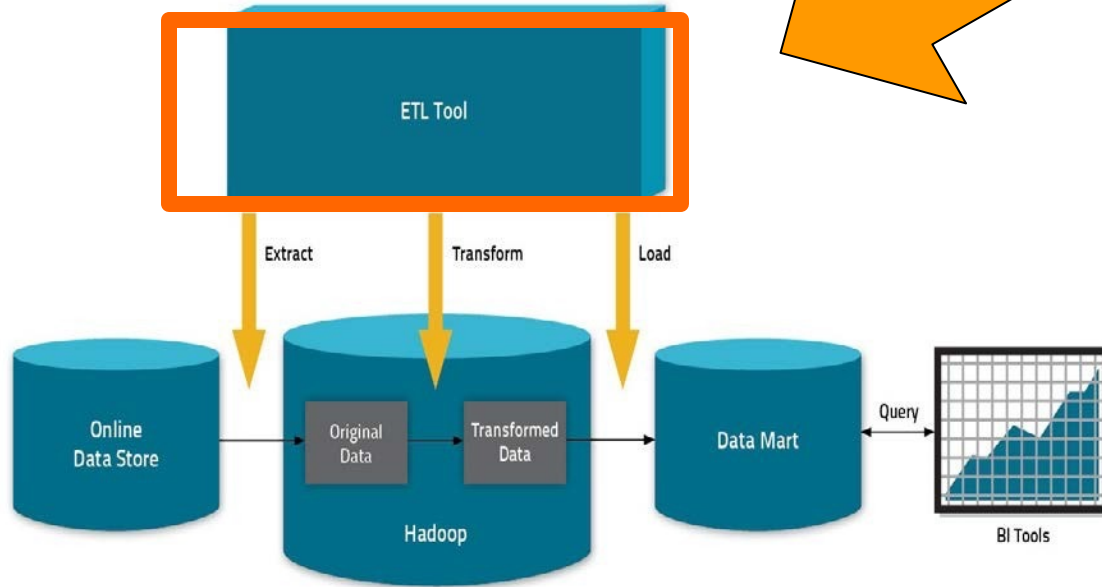 ETL Tool
Extract
Transform
Load
Online
Data Store
Original
Data
Transformed
Data
Hadoop
Data Mart
Query
BI Tools